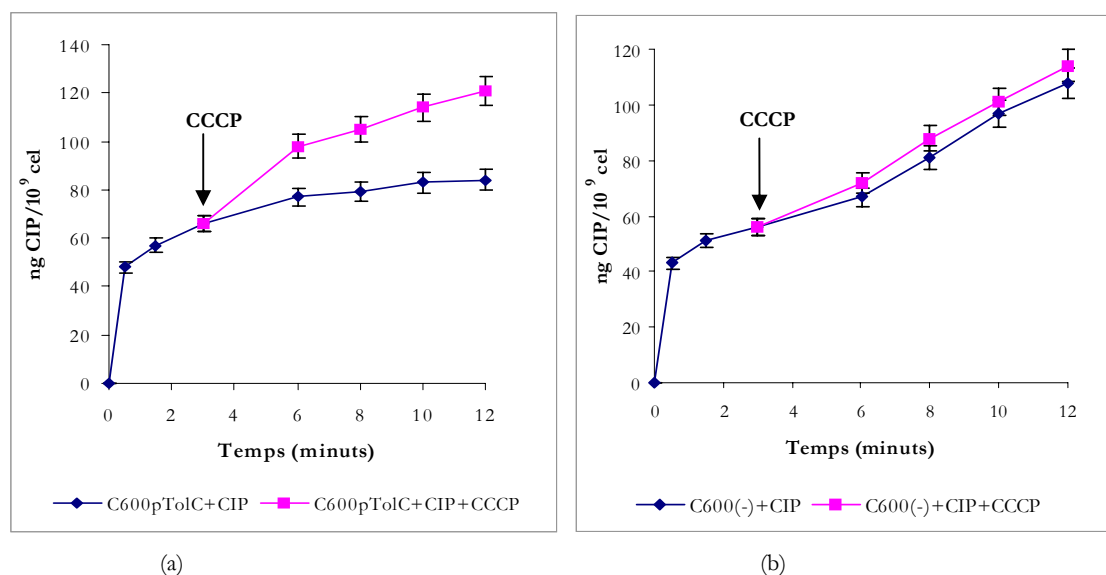 140
120
100
80
60
40
20
0
ng CIP/10 9 cel
CCCP
0 2 4 6 8 10 12
Temps (minuts)
C600pTolC+CIP C600pTolC+CIP+CCCP
(a)
120
100
80
60
40
20
0
ng CIP/10 9 cel
CCCP
0 2 4 6 8 10 12
Temps (minuts)
C600(-)+CIP C600(-)+CIP+CCCP
(b)